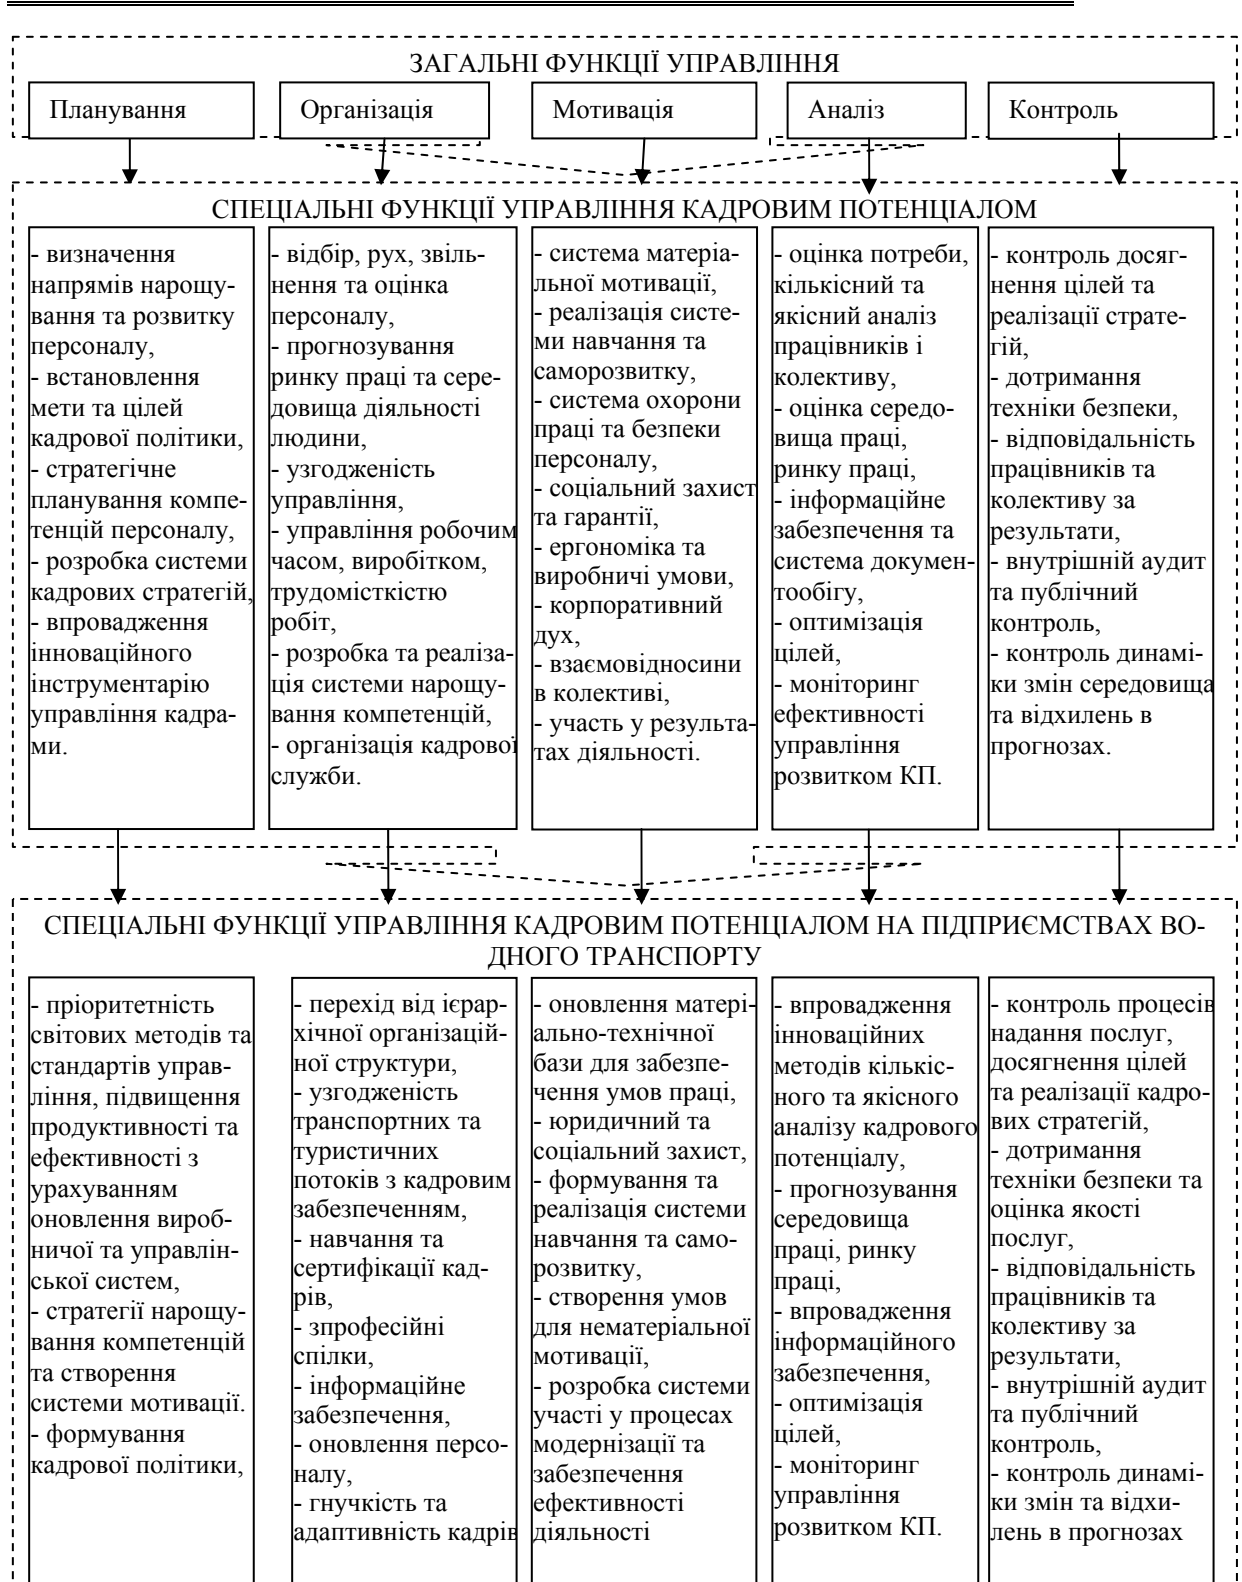 ЗАГАЛЬНІ ФУНКЦІЇ УПРАВЛІННЯ
Планування
Організація
Мотивація
Аналіз
Контроль
СПЕЦІАЛЬНІ ФУНКЦІЇ УПРАВЛІННЯ КАДРОВИМ ПОТЕНЦІАЛОМ
- визначення
напрямів нарощу-
вання та розвитку
персоналу,
- встановлення
мети та цілей
кадрової політики,
- стратегічне
планування компе-
тенцій персоналу,
- розробка системи
кадрових стратегій,
- впровадження
інноваційного
інструментарію
управління кадра-
ми.
- відбір, рух, звіль-
нення та оцінка
персоналу,
- прогнозування
ринку праці та сере-
довища діяльності
людини,
- узгодженість
управління,
- управління робочим
часом, виробітком,
трудомісткістю
робіт,
- розробка та реаліза-
ція системи нарощу-
вання компетенцій,
- організація кадрової
служби.
- система матеріа-
льної мотивації,
- реалізація систе-
ми навчання та
саморозвитку,
- система охорони
праці та безпеки
персоналу,
- соціальний захист
та гарантії,
- ергономіка та
виробничі умови,
- корпоративний
дух,
- взаємовідносини
в колективі,
- участь у результа-
тах діяльності.
- оцінка потреби,
кількісний та
якісний аналіз
працівників і
колективу,
- оцінка середо-
вища праці,
ринку праці,
- інформаційне
забезпечення та
система докумен-
тообігу,
- оптимізація
цілей,
- моніторинг
ефективності
управління
розвитком КП.
- контроль досяг-
нення цілей та
реалізації страте-
гій,
- дотримання
техніки безпеки,
- відповідальність
працівників та
колективу за
результати,
- внутрішній аудит
та публічний
контроль,
- контроль динамі-
ки змін середовища
та відхилень в
прогнозах.
СПЕЦІАЛЬНІ ФУНКЦІЇ УПРАВЛІННЯ КАДРОВИМ ПОТЕНЦІАЛОМ НА ПІДПРИЄМСТВАХ ВО-
ДНОГО ТРАНСПОРТУ
- пріоритетність
світових методів та
стандартів управ-
ління, підвищення
продуктивності та
ефективності з
урахуванням
оновлення вироб-
ничої та управлін-
ської систем,
- стратегії нарощу-
вання компетенцій
та створення
системи мотивації.
- формування
кадрової політики,
- перехід від ієрар-
хічної організацій-
ної структури,
- узгодженість
транспортних та
туристичних
потоків з кадровим
забезпеченням,
- навчання та
сертифікації кад-
рів,
- зпрофесійні
спілки,
- інформаційне
забезпечення,
- оновлення персо-
налу,
- гнучкість та
адаптивність кадрів
- оновлення матері-
ально-технічної
бази для забезпе-
чення умов праці,
- юридичний та
соціальний захист,
- формування та
реалізація системи
навчання та само-
розвитку,
- створення умов
для нематеріальної
мотивації,
- розробка системи
участі у процесах
модернізації та
забезпечення
ефективності
діяльності
- впровадження
інноваційних
методів кількіс-
ного та якісного
аналізу кадрового
потенціалу,
- прогнозування
середовища
праці, ринку
праці,
- впровадження
інформаційного
забезпечення,
- оптимізація
цілей,
- моніторинг
управління
розвитком КП.
- контроль процесів
надання послуг,
досягнення цілей
та реалізації кадро-
вих стратегій,
- дотримання
техніки безпеки та
оцінка якості
послуг,
- відповідальність
працівників та
колективу за
результати,
- внутрішній аудит
та публічний
контроль,
- контроль динамі-
ки змін та відхи-
лень в прогнозах